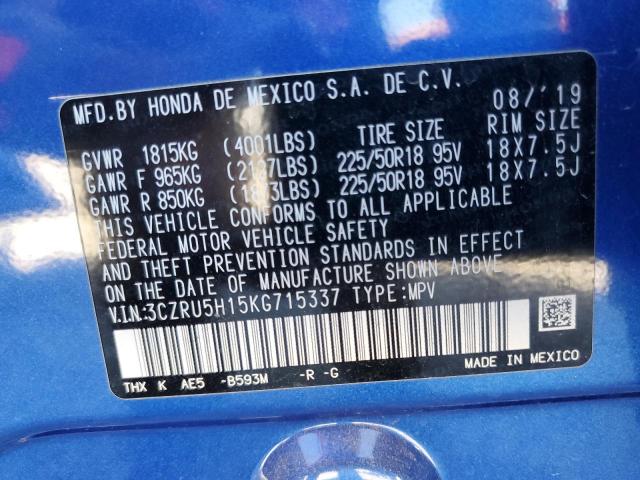 MFD.BY HONDA DE MEXICO S.A. DE C.V. 08/'19
GVWR 1815KG (4001LBS) TIRE SIZE RIM SIZE
GAWR F 965KG (2127LBS) 225/50R18 95V 18X7.5J
GAWR R 850KG (1873LBS) 225/50R18 95V 18X7.5J
THIS VEHICLE CONFORMS TO ALL APPLICABLE
FEDERAL MOTOR VEHICLE SAFETY
AND THEFT PREVENTION STANDARDS IN EFFECT
ON THE DATE OF MANUFACTURE SHOWN ABOVE.
V.I.N:3CZRU5H15KG715337 TYPE:MPV
MADE IN MEXICO
THX K AE5 -B593M -R -G